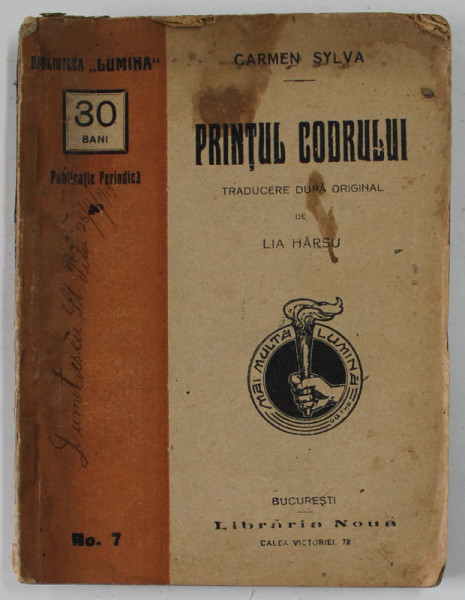 BIBLIOTECA „LUMINA“
30
BANI
Publicație Periodică
No. 7
CARMEN SYLVA
PRINȚUL CODRULUI
TRADUCERE DUPĂ ORIGINAL
DE
LIA HÂRSU
MAI MULTĂ LUMINĂ
BUCUREȘTI
Librăria Nouă
CALEA VICTORIEI, 78